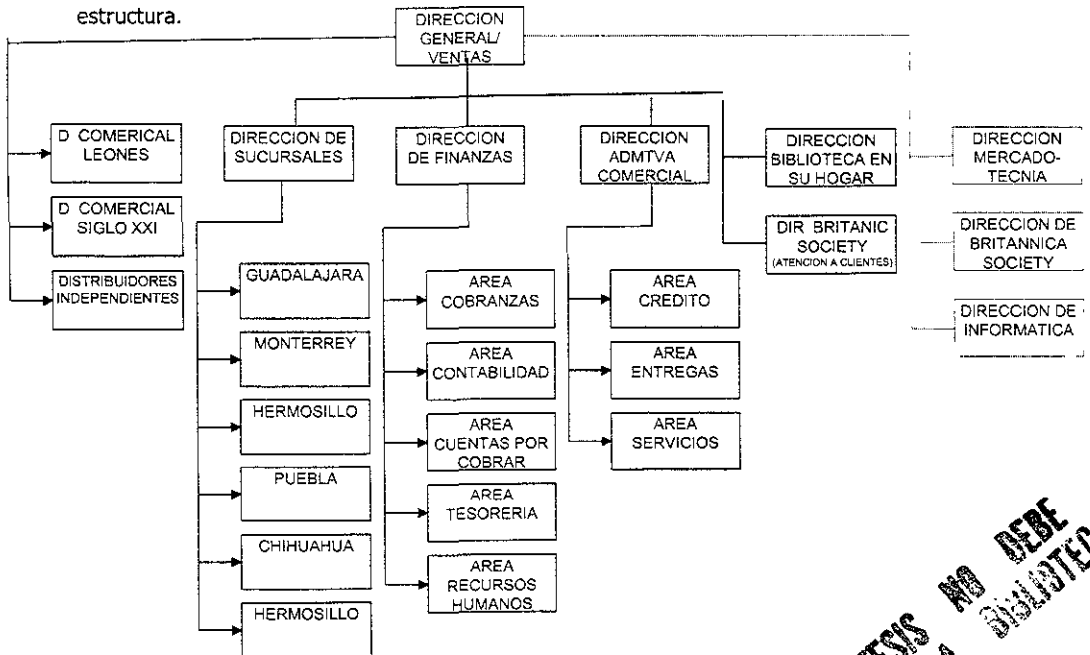 estructura.
DIRECCION
GENERAL/
VENTAS
D COMERICAL
LEONES
D COMERCIAL
SIGLO XXI
DISTRIBUIDORES
INDEPENDIENTES
DIRECCION DE
SUCURSALES
GUADALAJARA
MONTERREY
HERMOSILLO
PUEBLA
CHIHUAHUA
HERMOSILLO
DIRECCION
DE FINANZAS
AREA
COBRANZAS
AREA
CONTABILIDAD
AREA
CUENTAS POR
COBRAR
AREA
TESORERIA
AREA
RECURSOS
HUMANOS
DIRECCION
ADMTVA
COMERCIAL
AREA
CREDITO
AREA
ENTREGAS
AREA
SERVICIOS
DIRECCION
BIBLIOTECA EN
SU HOGAR
DIR BRITANIC
SOCIETY
(ATENCION A CLIENTES)
DIRECCION
MERCADO-
TECNIA
DIRECCION DE
BRITANNICA
SOCIETY
DIRECCION DE
INFORMATICA
NO DEBE